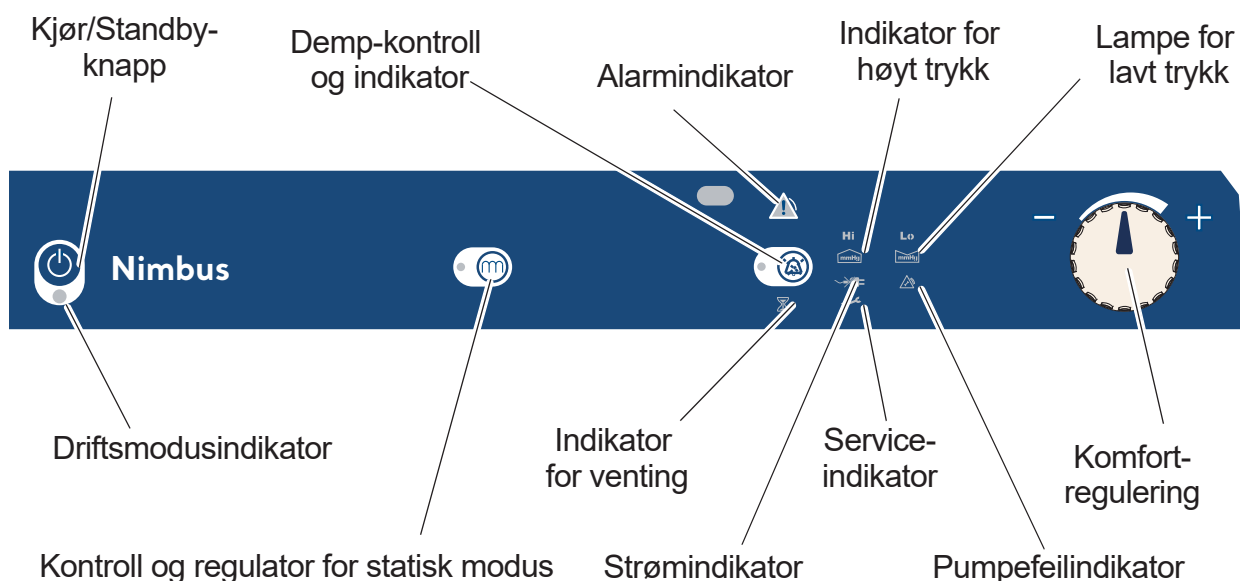 Kjør/Standby-
knapp
Demp-kontroll
og indikator
Alarmindikator
Indikator for
høyt trykk
Lampe for
lavt trykk
Hi
Lo
mmHg
mmHg
− +
Nimbus
Driftsmodusindikator
Indikator
for venting
Service-
indikator
Komfort-
regulering
Kontroll og regulator for statisk modus
Strømindikator
Pumpefeilindikator